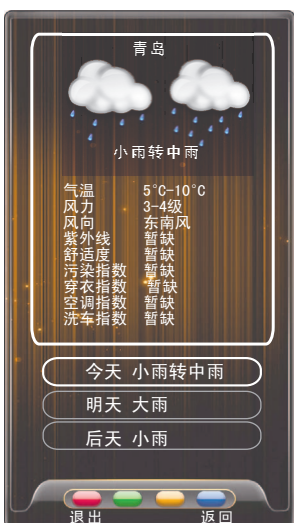 青岛
小雨转中雨
气温 5°C-10°C
风力 3-4级
风向 东南风
紫外线 暂缺
舒适度 暂缺
污染指数 暂缺
穿衣指数 暂缺
空调指数 暂缺
洗车指数 暂缺
今天 小雨转中雨
明天 大雨
后天 小雨
退出 返回